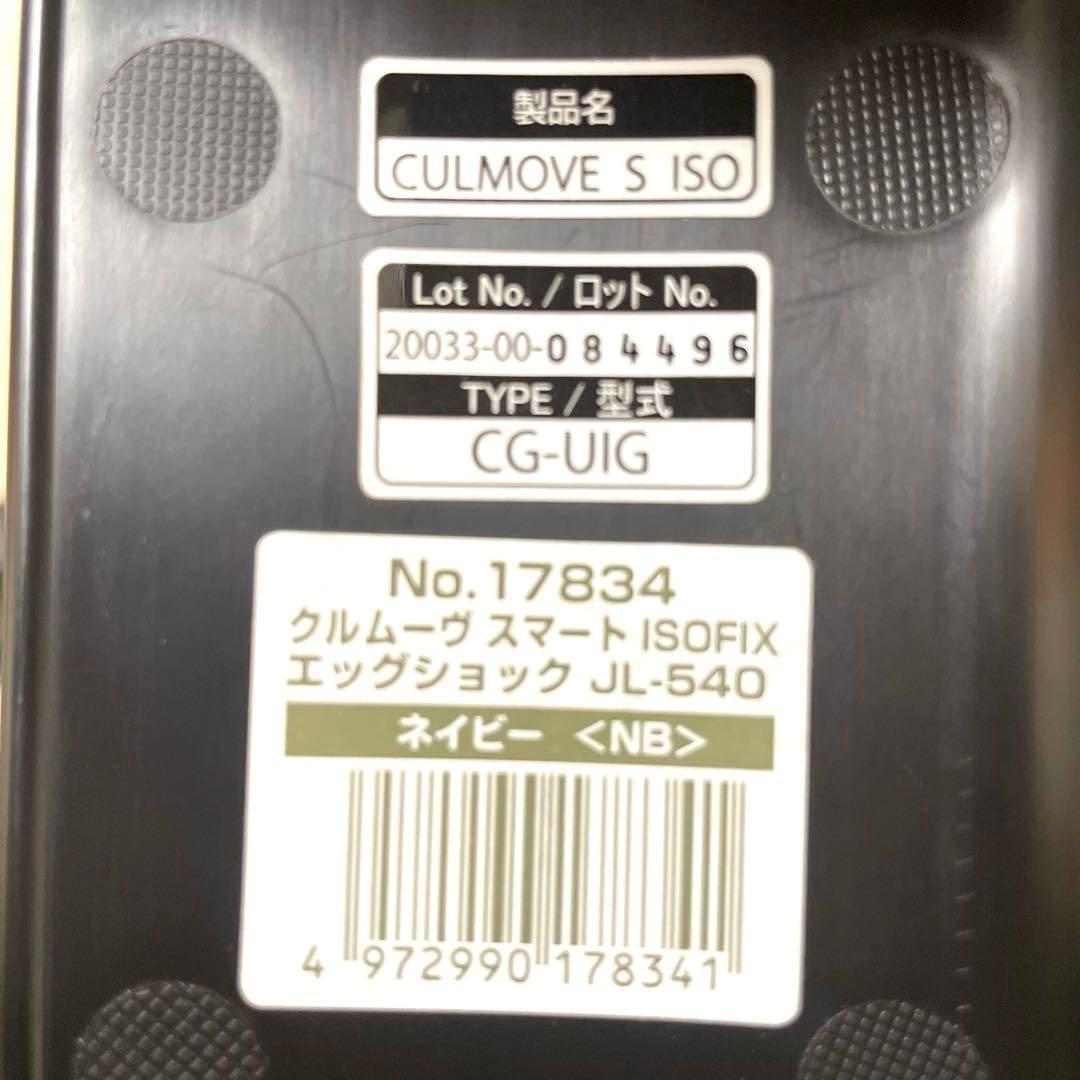 製品名
CULMOVE S ISO
Lot No. / ロット No.
20033-00-084496
TYPE / 型式
CG-UIG
No.17834
クルムーヴ スマート ISOFIX
エッグショック JL-540
ネイビー <NB>
4 972990 178341